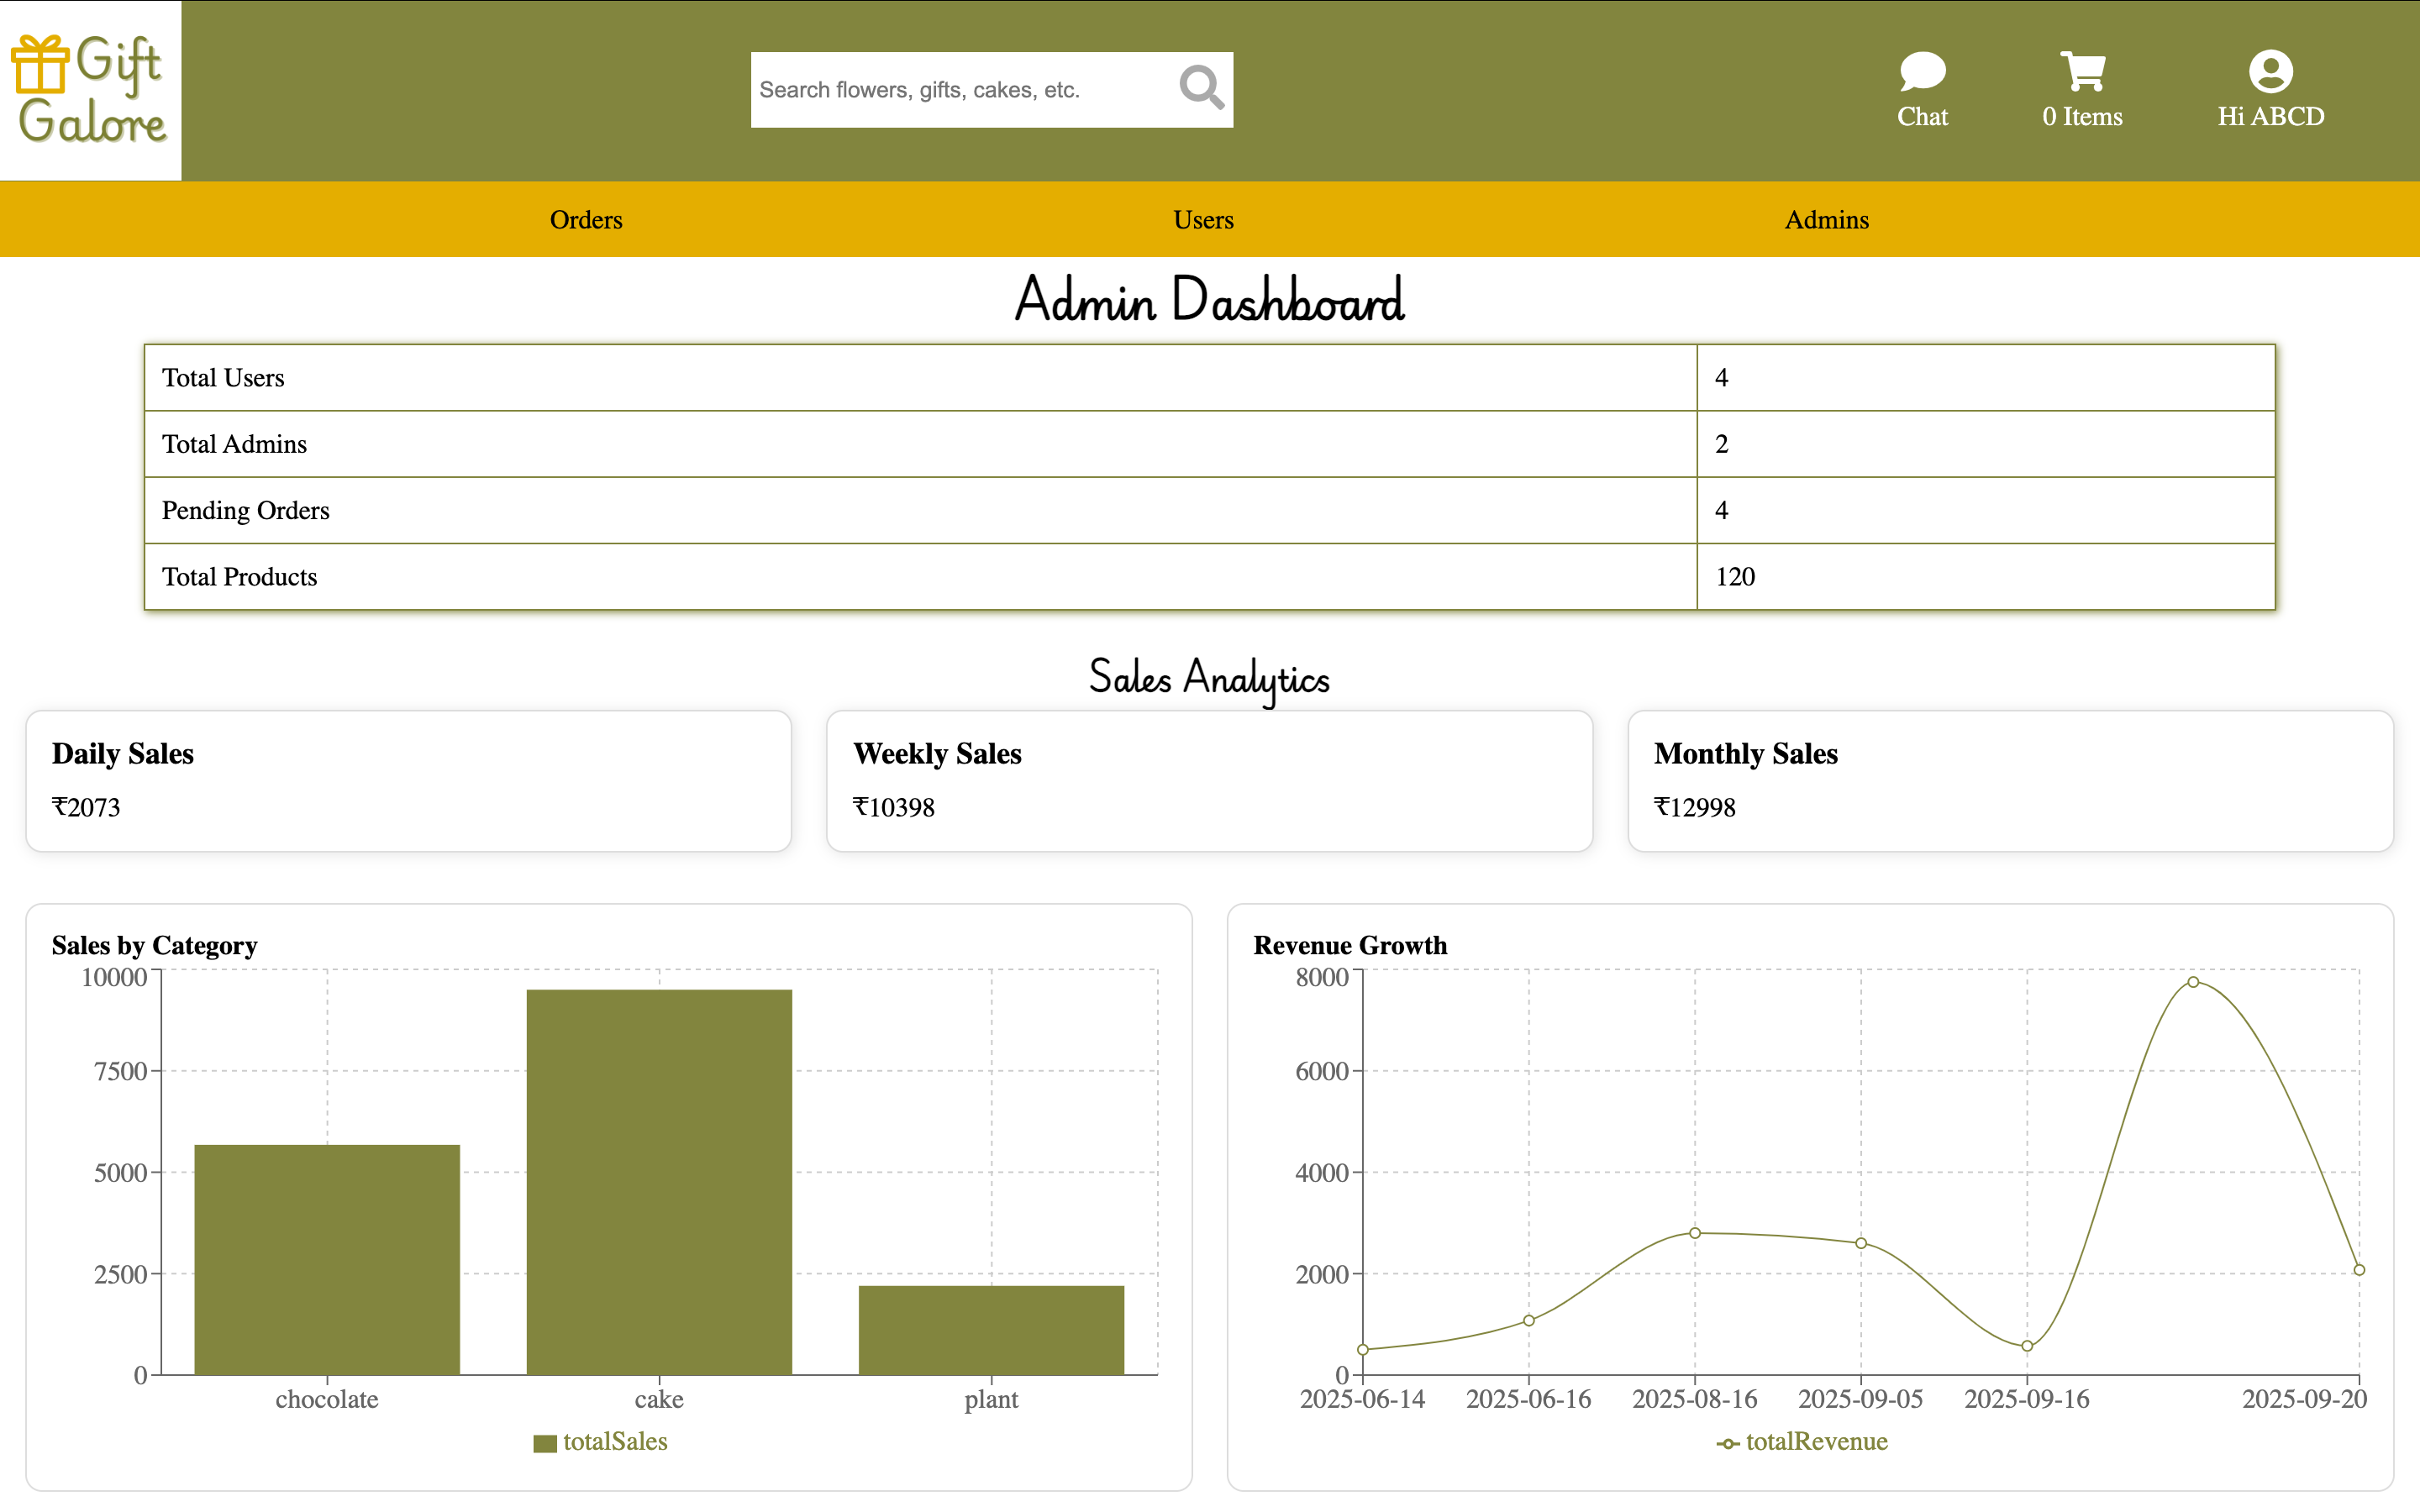 Gift
Galore
Search flowers, gifts, cakes, etc.
Chat
0 Items
Hi ABCD
Orders Users Admins
Admin Dashboard
Total Users 4
Total Admins 2
Pending Orders 4
Total Products 120
Sales Analytics
Daily Sales
₹2073
Weekly Sales
₹10398
Monthly Sales
₹12998
Sales by Category
10000
7500
5000
2500
0
chocolate cake plant
totalSales
Revenue Growth
8000
6000
4000
2000
0
2025-06-14 2025-06-16 2025-08-16 2025-09-05 2025-09-16 2025-09-20
totalRevenue